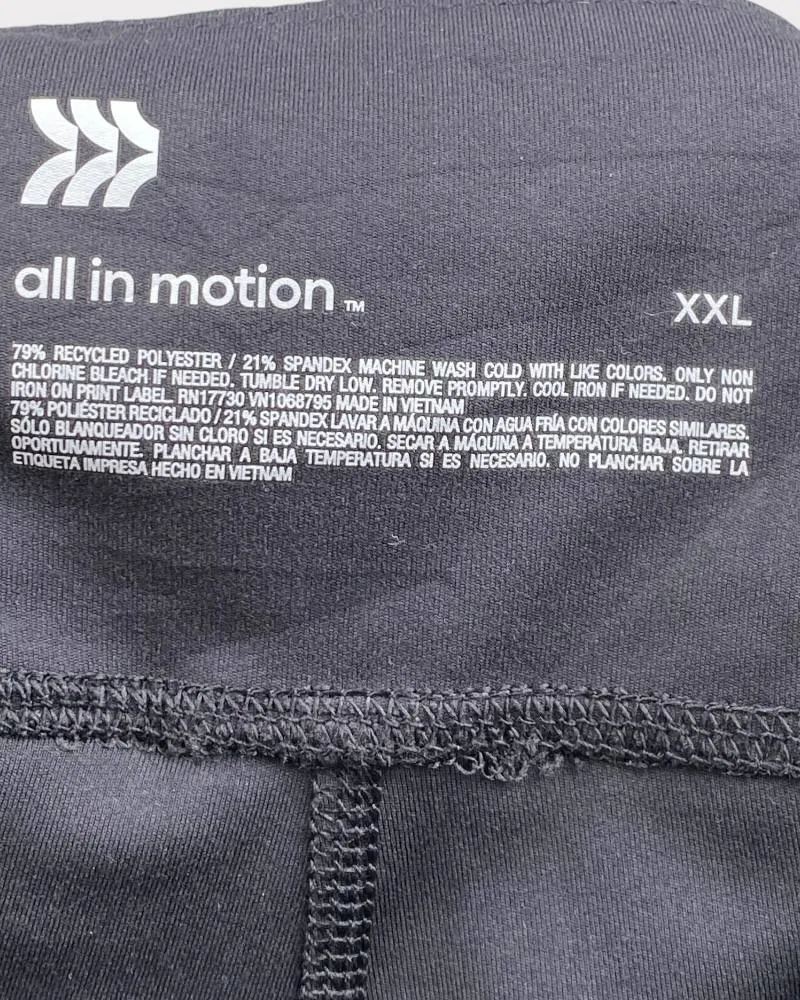 all in motion™
XXL
79% RECYCLED POLYESTER / 21% SPANDEX MACHINE WASH COLD WITH LIKE COLORS. ONLY NON
CHLORINE BLEACH IF NEEDED. TUMBLE DRY LOW. REMOVE PROMPTLY. COOL IRON IF NEEDED. DO NOT
IRON ON PRINT LABEL. RN17730 VN1068795 MADE IN VIETNAM
79% POLIÉSTER RECICLADO / 21% SPANDEX LAVAR A MÁQUINA CON AGUA FRÍA CON COLORES SIMILARES.
SÓLO BLANQUEADOR SIN CLORO SI ES NECESARIO. SECAR A MÁQUINA A TEMPERATURA BAJA. RETIRAR
OPORTUNAMENTE. PLANCHAR A BAJA TEMPERATURA SI ES NECESARIO. NO PLANCHAR SOBRE LA
ETIQUETA IMPRESA HECHO EN VIETNAM